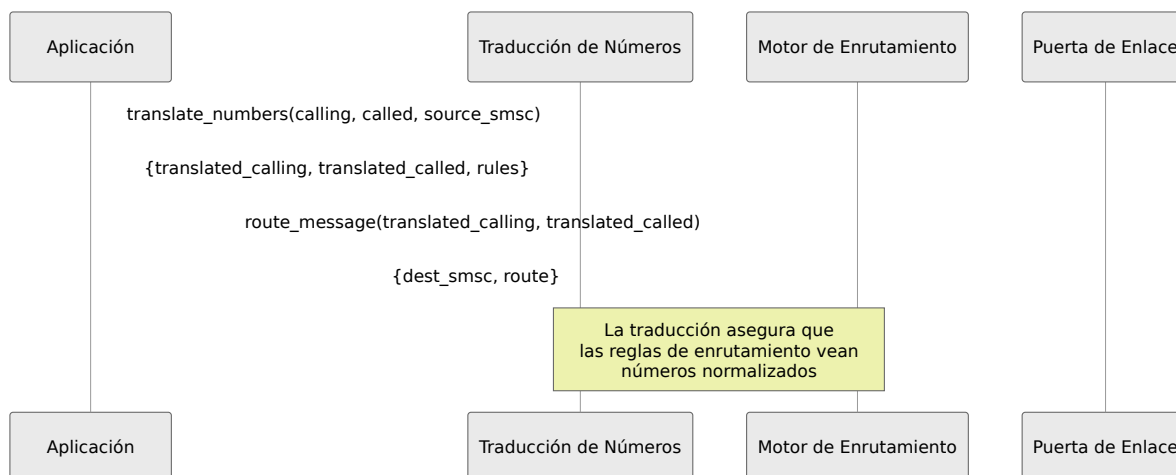 Aplicación
Traducción de Números
Motor de Enrutamiento
Puerta de Enlace
translate_numbers(calling, called, source_smsc)
{translated_calling, translated_called, rules}
route_message(translated_calling, translated_called)
{dest_smsc, route}
La traducción asegura que
las reglas de enrutamiento vean
números normalizados
Aplicación
Traducción de Números
Motor de Enrutamiento
Puerta de Enlace